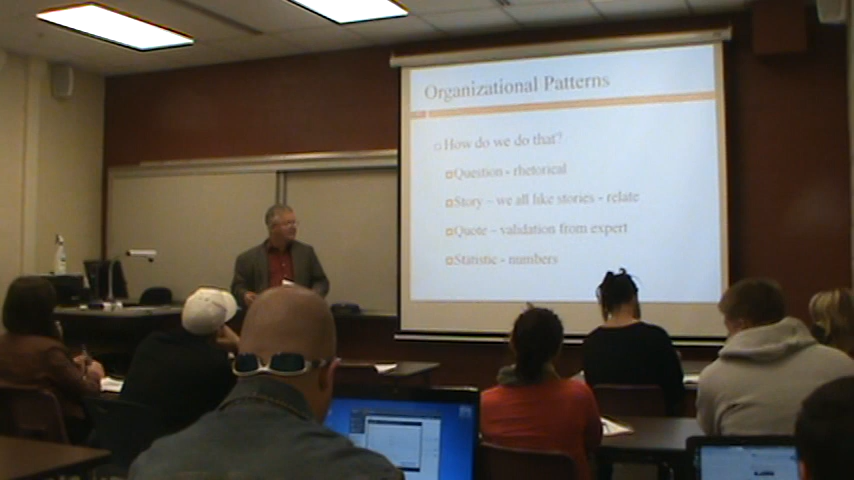 Organizational Patterns
How do we do that?
Question - rhetorical
Story – we all like stories - relate
Quote – validation from expert
Statistic - numbers